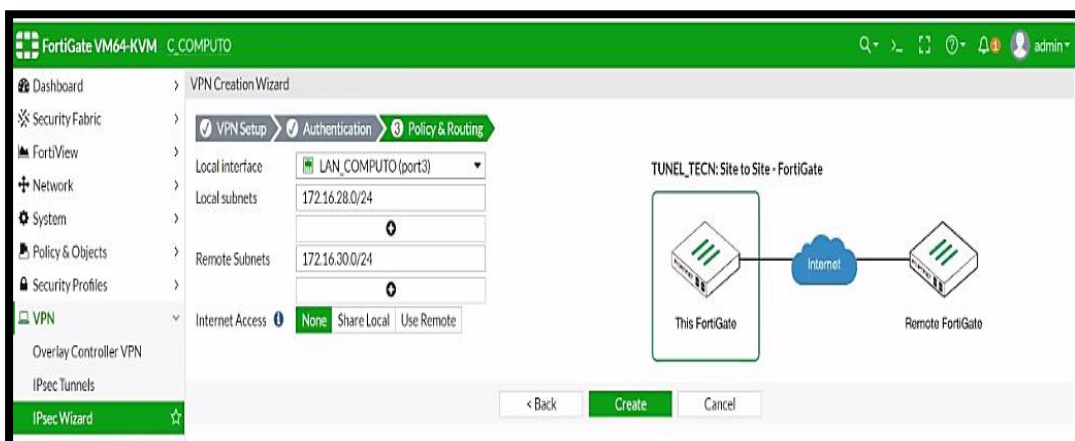 FortiGate VM64-KVM C_COMPUTO
admin
Dashboard
Security Fabric
FortiView
Network
System
Policy & Objects
Security Profiles
VPN
Overlay Controller VPN
IPsec Tunnels
IPsec Wizard
VPN Creation Wizard
VPN Setup
Authentication
3 Policy & Routing
Local interface
LAN_COMPUTO (port3)
Local subnets
172.16.28.0/24
Remote Subnets
172.16.30.0/24
Internet Access
None Share Local Use Remote
TUNEL_TECN: Site to Site - FortiGate
Internet
This FortiGate
Remote FortiGate
< Back
Create
Cancel